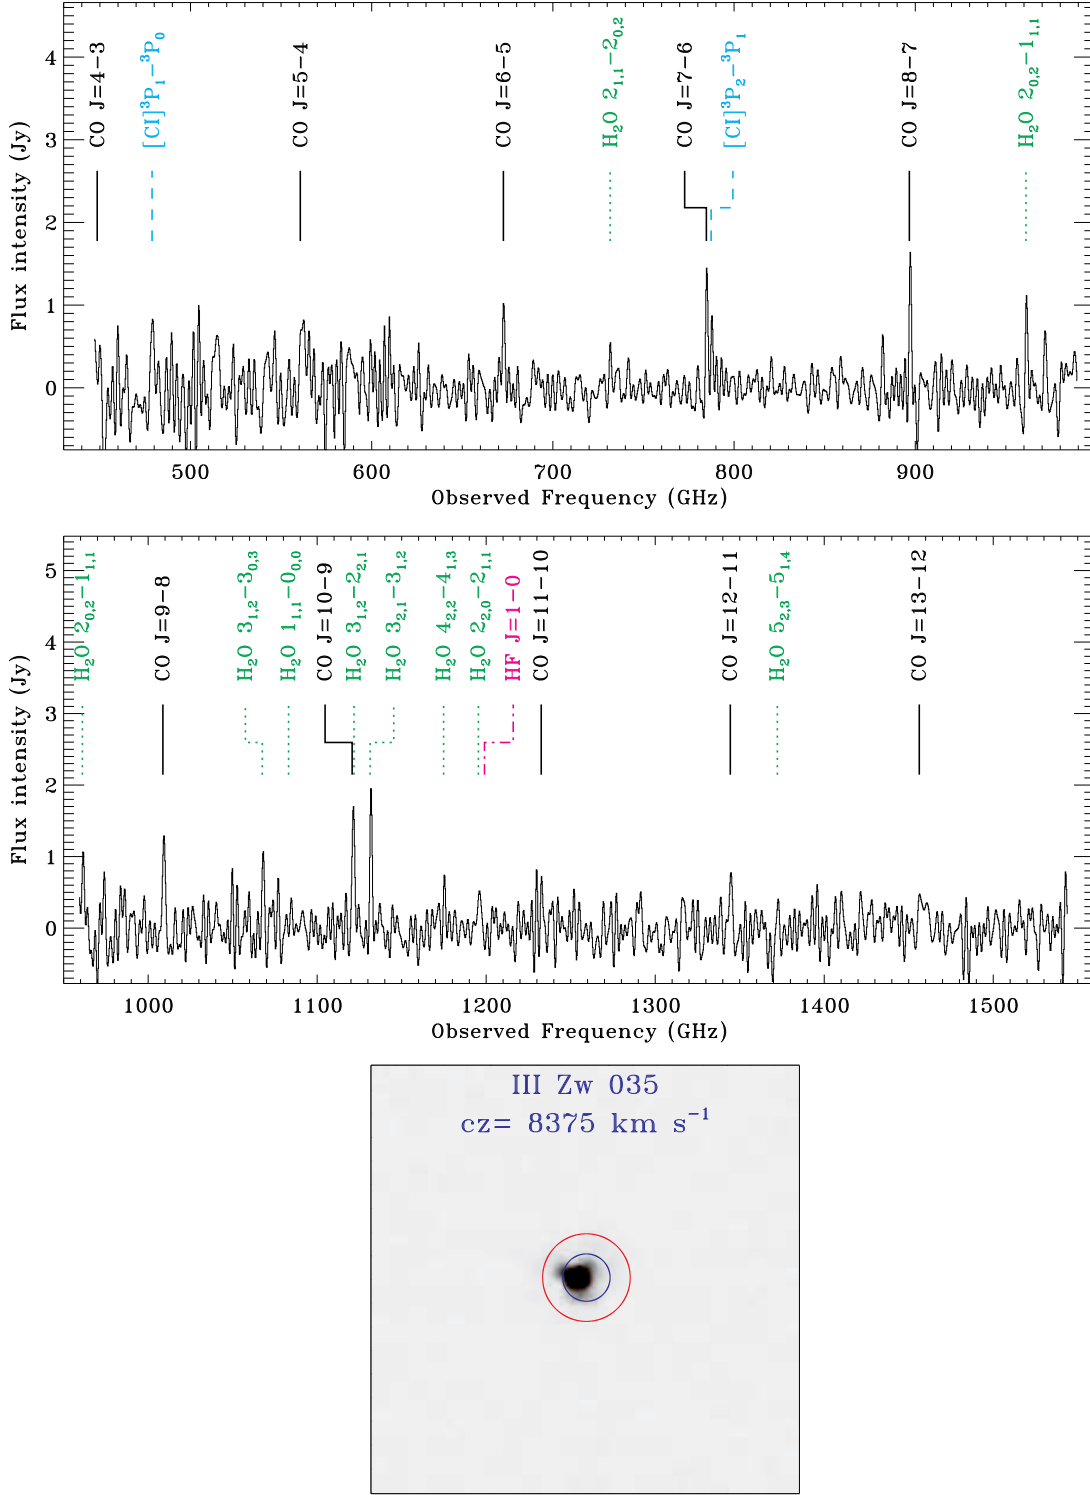 CO J=4−3
[CI]³P₁−³P₀
CO J=5−4
CO J=6−5
H₂O 2₁,₁−2₀,₂
CO J=7−6
[CI]³P₂−³P₁
CO J=8−7
H₂O 2₀,₂−1₁,₁
Flux intensity (Jy)
4
3
2
1
0
500 600 700 800 900
Observed Frequency (GHz)
H₂O 2₀,₂−1₁,₁
CO J=9−8
H₂O 3₁,₂−3₀,₃
H₂O 1₁,₁−0₀,₀
CO J=10−9
H₂O 3₁,₂−2₂,₁
H₂O 3₂,₁−3₁,₂
H₂O 4₂,₂−4₁,₃
H₂O 2₂,₀−2₁,₁
HF J=1−0
CO J=11−10
CO J=12−11
H₂O 5₂,₃−5₁,₄
CO J=13−12
Flux intensity (Jy)
5
4
3
2
1
0
1000 1100 1200 1300 1400 1500
Observed Frequency (GHz)
III Zw 035
cz= 8375 km s⁻¹